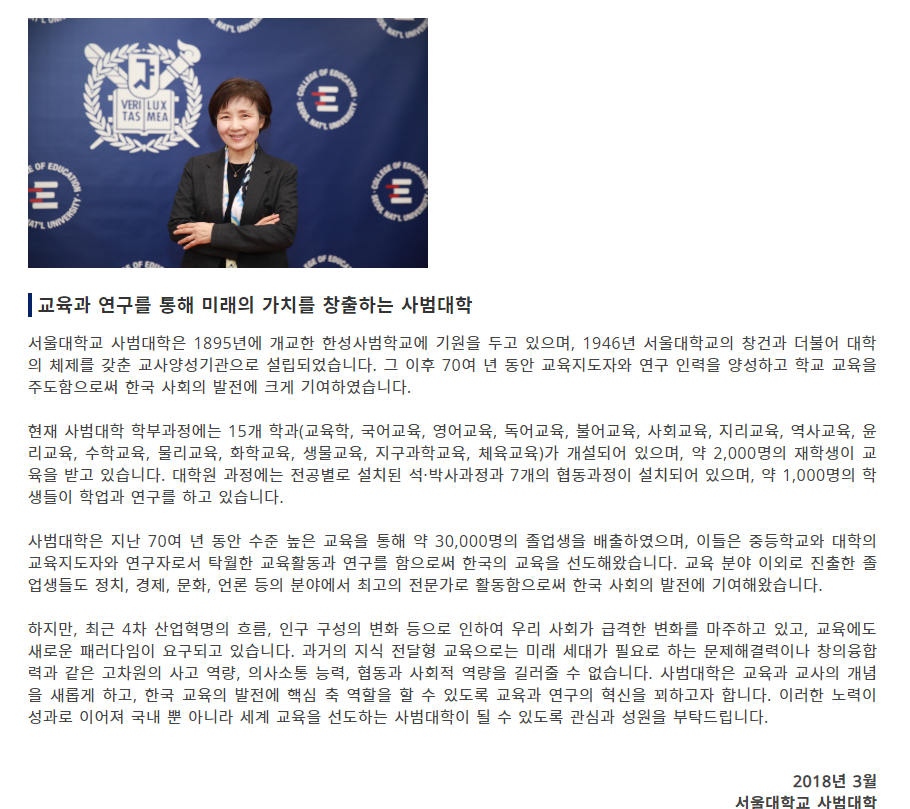 SEOUL NAT'L UNIVERSITY
VERI LUX
TAS MEA
COLLEGE OF EDUCATION
SEOUL NAT'L UNIVERSITY
OF EDUCATION
NAT'L UNIVERSITY
COLLEGE OF EDUCATION
SEOUL NAT'L UNIVERSITY
교육과 연구를 통해 미래의 가치를 창출하는 사범대학
서울대학교 사범대학은 1895년에 개교한 한성사범학교에 기원을 두고 있으며, 1946년 서울대학교의 창건과 더불어 대학
의 체제를 갖춘 교사양성기관으로 설립되었습니다. 그 이후 70여 년 동안 교육지도자와 연구 인력을 양성하고 학교 교육을
주도함으로써 한국 사회의 발전에 크게 기여하였습니다.
현재 사범대학 학부과정에는 15개 학과(교육학, 국어교육, 영어교육, 독어교육, 불어교육, 사회교육, 지리교육, 역사교육, 윤
리교육, 수학교육, 물리교육, 화학교육, 생물교육, 지구과학교육, 체육교육)가 개설되어 있으며, 약 2,000명의 재학생이 교
육을 받고 있습니다. 대학원 과정에는 전공별로 설치된 석·박사과정과 7개의 협동과정이 설치되어 있으며, 약 1,000명의 학
생들이 학업과 연구를 하고 있습니다.
사범대학은 지난 70여 년 동안 수준 높은 교육을 통해 약 30,000명의 졸업생을 배출하였으며, 이들은 중등학교와 대학의
교육지도자와 연구자로서 탁월한 교육활동과 연구를 함으로써 한국의 교육을 선도해왔습니다. 교육 분야 이외로 진출한 졸
업생들도 정치, 경제, 문화, 언론 등의 분야에서 최고의 전문가로 활동함으로써 한국 사회의 발전에 기여해왔습니다.
하지만, 최근 4차 산업혁명의 흐름, 인구 구성의 변화 등으로 인하여 우리 사회가 급격한 변화를 마주하고 있고, 교육에도
새로운 패러다임이 요구되고 있습니다. 과거의 지식 전달형 교육으로는 미래 세대가 필요로 하는 문제해결력이나 창의융합
력과 같은 고차원의 사고 역량, 의사소통 능력, 협동과 사회적 역량을 길러줄 수 없습니다. 사범대학은 교육과 교사의 개념
을 새롭게 하고, 한국 교육의 발전에 핵심 축 역할을 할 수 있도록 교육과 연구의 혁신을 꾀하고자 합니다. 이러한 노력이
성과로 이어져 국내 뿐 아니라 세계 교육을 선도하는 사범대학이 될 수 있도록 관심과 성원을 부탁드립니다.
2018년 3월
서울대학교 사범대학